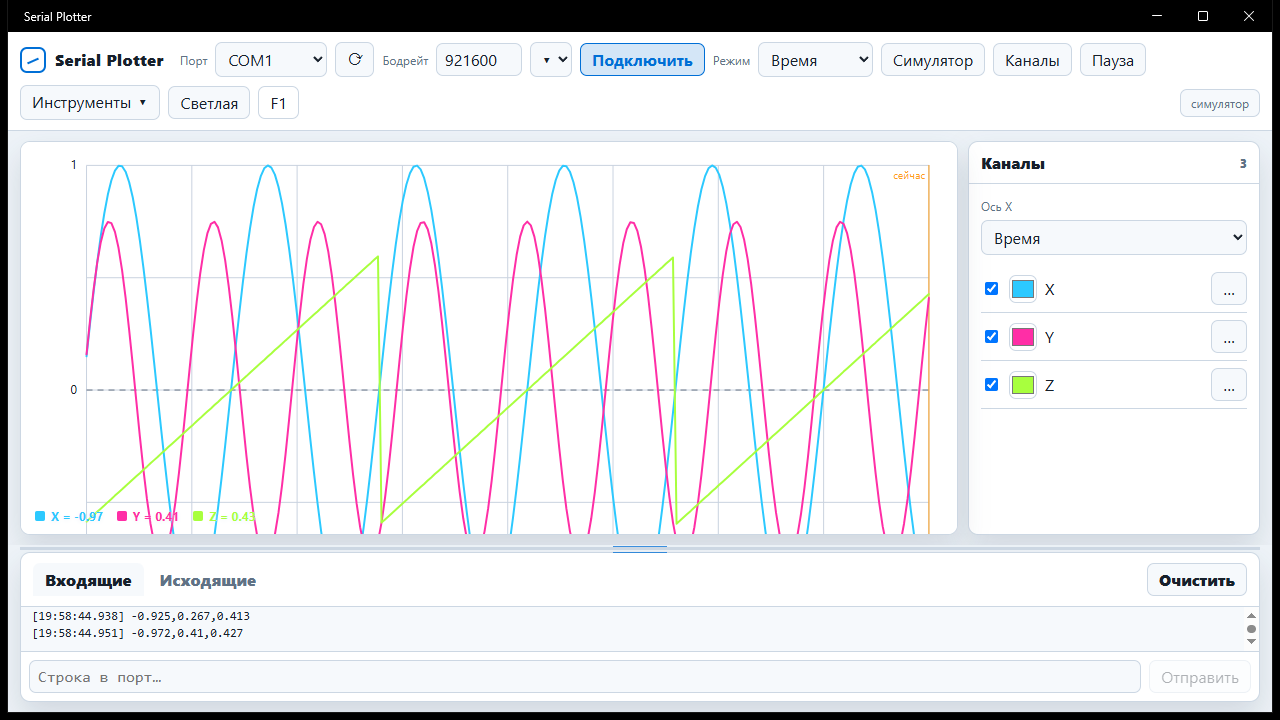 Serial Plotter
Serial Plotter Порт COM1 Бодрейт 921600 Подключить Режим Время Симулятор Каналы Пауза
Инструменты ▼ Светлая F1 симулятор
1
сейчас
0
X = -0.97 Y = 0.41 Z = 0.43
Каналы 3
Ось X
Время
X ...
Y ...
Z ...
Входящие Исходящие Очистить
[19:58:44.938] -0.925,0.267,0.413
[19:58:44.951] -0.972,0.41,0.427
Строка в порт… Отправить